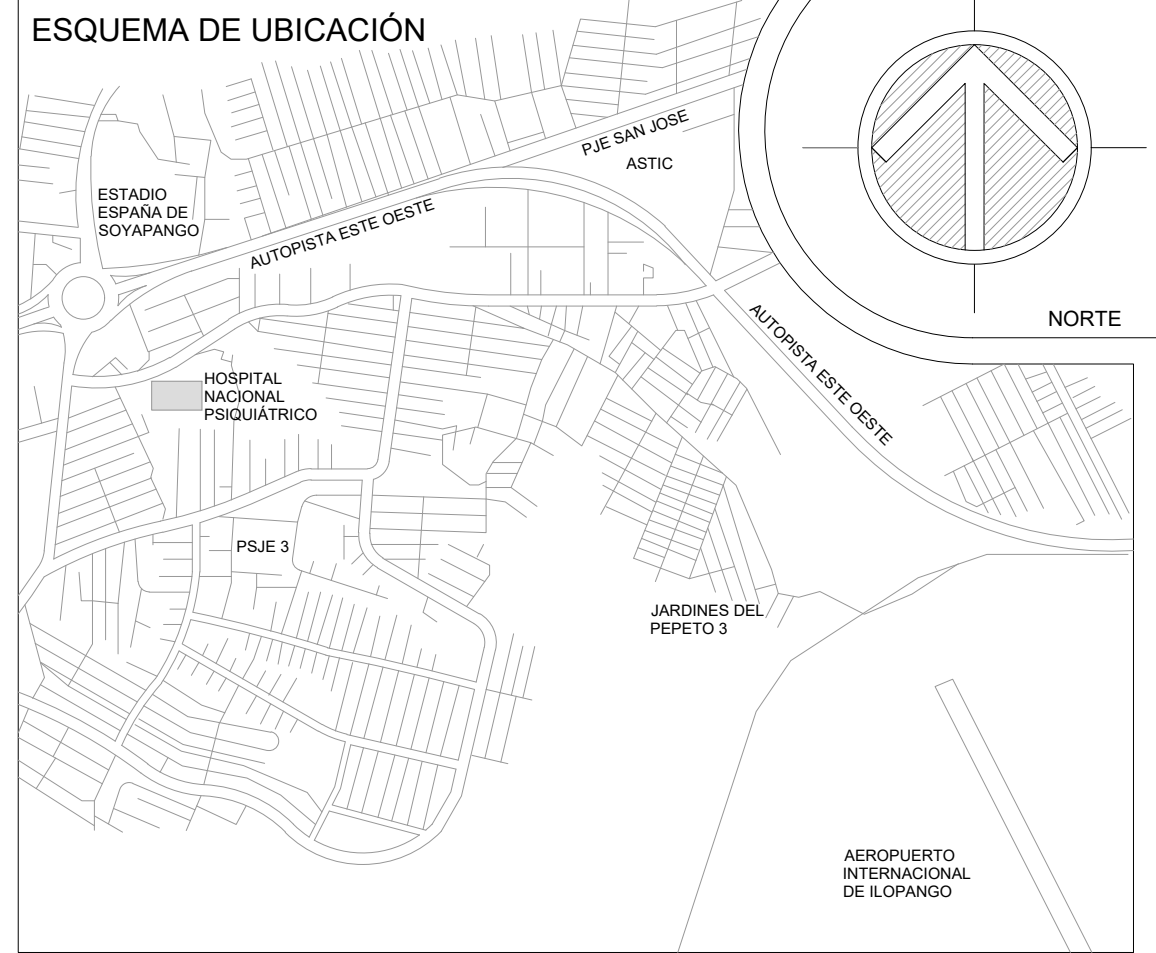 ESQUEMA DE UBICACIÓN
PJE SAN JOSE
ASTIC
ESTADIO
ESPAÑA DE
SOYAPANGO
AUTOPISTA ESTE OESTE
NORTE
AUTOPISTA ESTE OESTE
HOSPITAL
NACIONAL
PSIQUIÁTRICO
PSJE 3
JARDINES DEL
PEPETO 3
AEROPUERTO
INTERNACIONAL
DE ILOPANGO